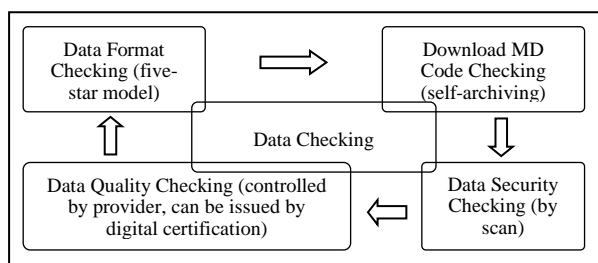 Data Format
Checking (five-
star model)
Download MD
Code Checking
(self-archiving)
Data Checking
Data Quality Checking (controlled
by provider, can be issued by
digital certification)
Data Security
Checking (by
scan)